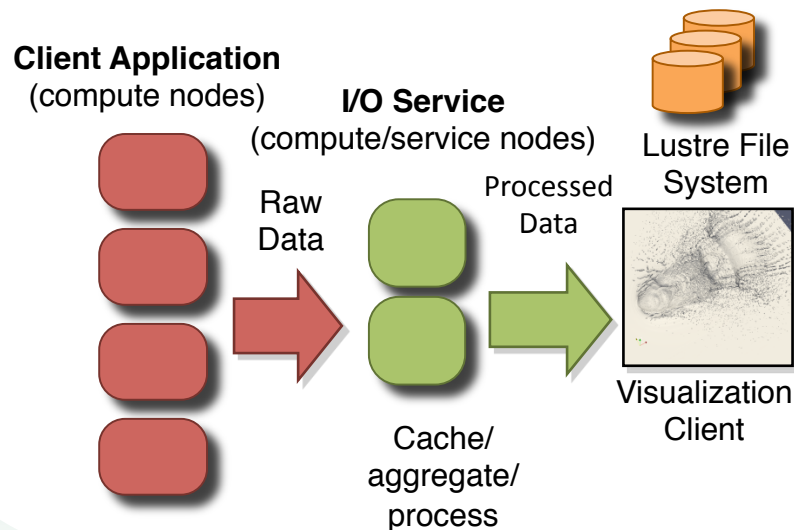 Client Application
(compute nodes)
I/O Service
(compute/service nodes)
Lustre File
System
Raw
Data
Processed
Data
Cache/
aggregate/
process
Visualization
Client